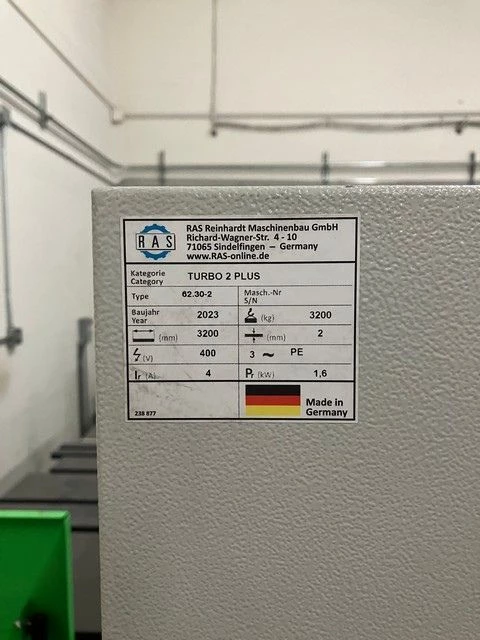 RAS
RAS Reinhardt Maschinenbau GmbH
Richard-Wagner-Str. 4 - 10
71065 Sindelfingen – Germany
www.RAS-online.de
Kategorie
Category
TURBO 2 PLUS
Type 62.30-2 Masch.-Nr
S/N
Baujahr
Year
2023 (kg) 3200
(mm) 3200 (mm) 2
(V) 400 3 ~ PE
Ir (A) 4 Pr (kW) 1,6
238 877
Made in
Germany